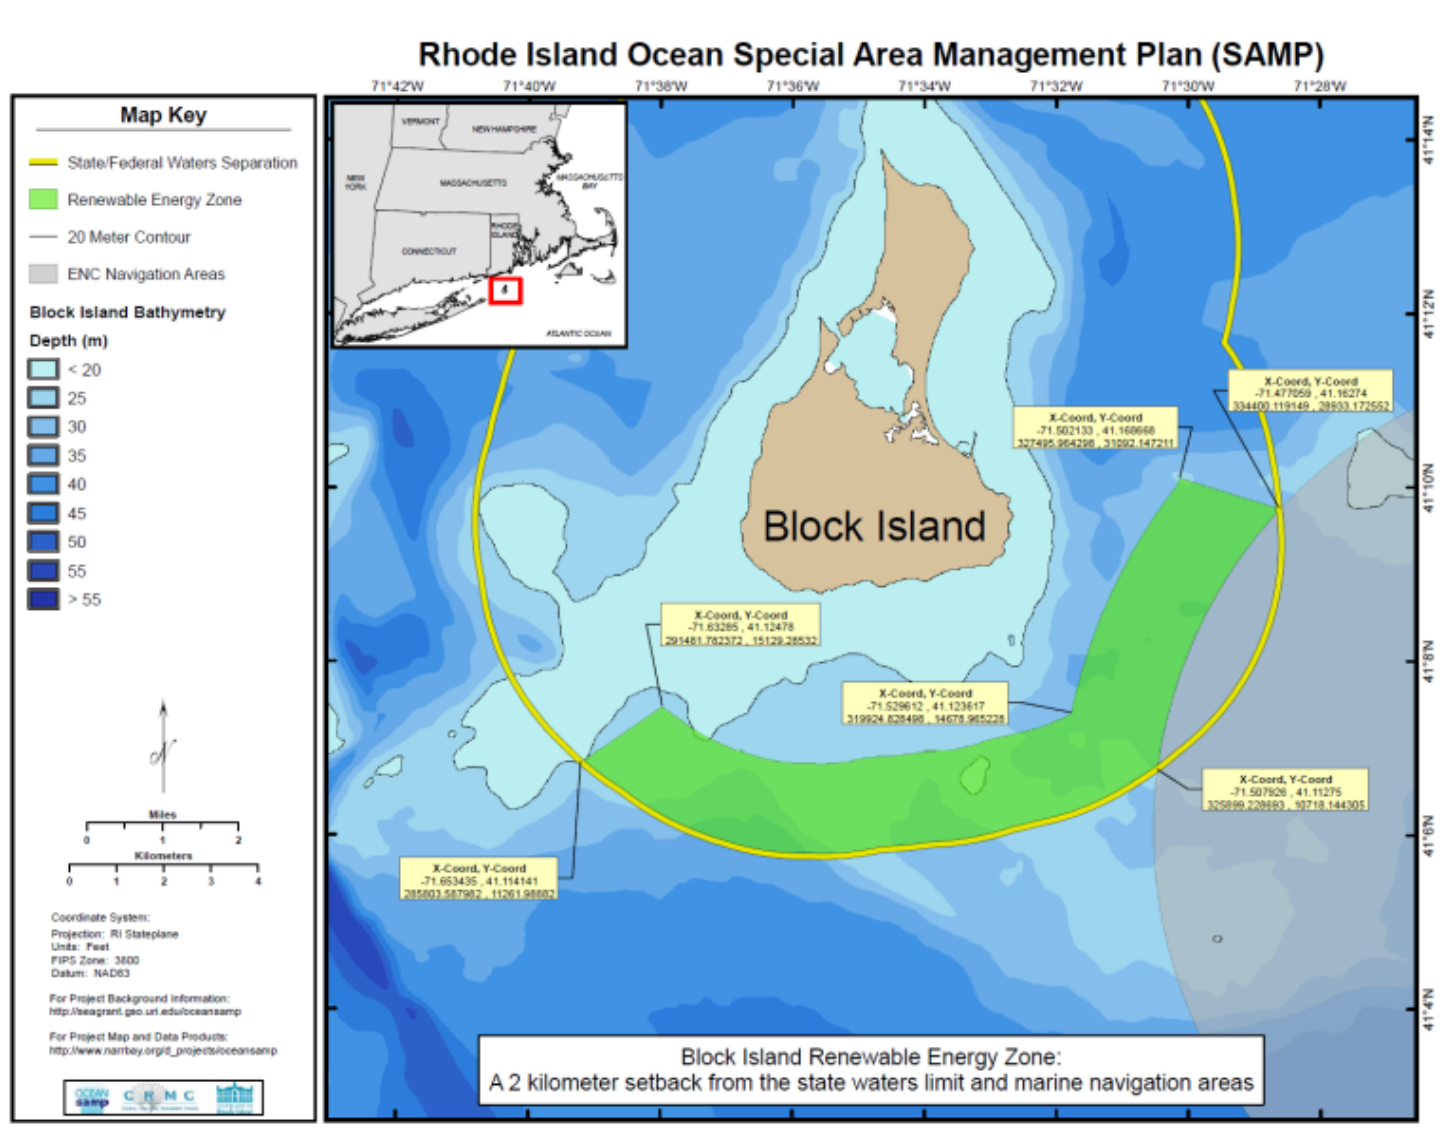 Rhode Island Ocean Special Area Management Plan (SAMP)
71°42'W 71°40'W 71°38'W 71°36'W 71°34'W 71°32'W 71°30'W 71°28'W
Map Key
State/Federal Waters Separation
Renewable Energy Zone
20 Meter Contour
ENC Navigation Areas
Block Island Bathymetry
Depth (m)
< 20
25
30
35
40
45
50
55
> 55
N
Miles
0 1 2
Kilometers
0 1 2 3 4
Coordinate System:
Projection: RI Stateplane
Units: Feet
FIPS Zone: 3800
Datum: NAD83
For Project Background Information:
http://seagrant.gso.uri.edu/oceansamp
For Project Map and Data Products:
http://www.narrbay.org/d_projects/oceansamp
OCEAN
samp
C R M C
VERMONT
NEW HAMPSHIRE
NEW
YORK
MASSACHUSETTS
MASSACHUSETTS
BAY
CONNECTICUT
RHODE
ISLAND
ATLANTIC OCEAN
41°14'N
41°12'N
41°10'N
41°8'N
41°6'N
41°4'N
X-Coord, Y-Coord
-71.477059 , 41.16274
334400.119149 , 28933.172552
X-Coord, Y-Coord
-71.502133 , 41.168668
327495.964298 , 31092.147211
Block Island
X-Coord, Y-Coord
-71.63285 , 41.12478
291461.782372 , 15129.28532
X-Coord, Y-Coord
-71.529612 , 41.123617
319924.828498 , 14678.965228
X-Coord, Y-Coord
-71.507926 , 41.11275
325899.228693 , 10718.144305
X-Coord, Y-Coord
-71.653435 , 41.114141
285803.587982 , 11261.98882
Block Island Renewable Energy Zone:
A 2 kilometer setback from the state waters limit and marine navigation areas